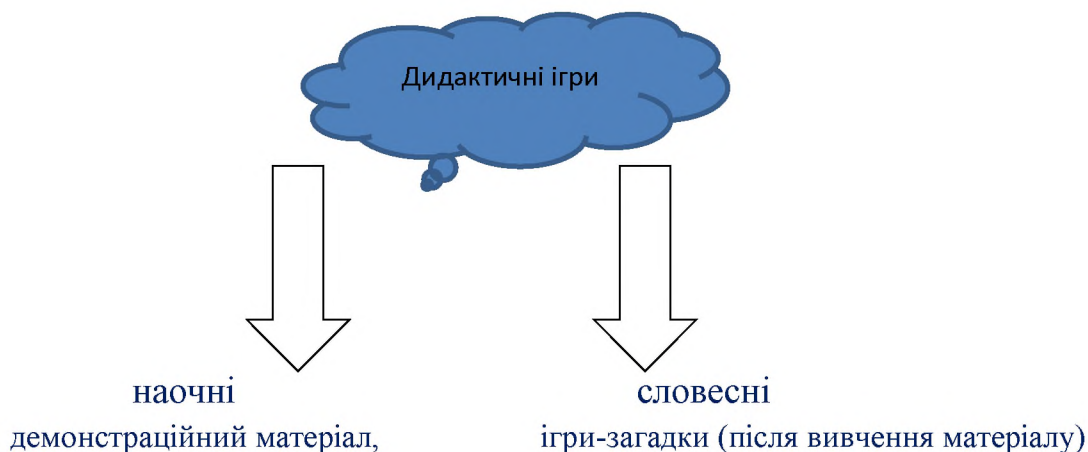 Дидактичні ігри
наочні
словесні
демонстраційний матеріал,
ігри-загадки (після вивчення матеріалу)